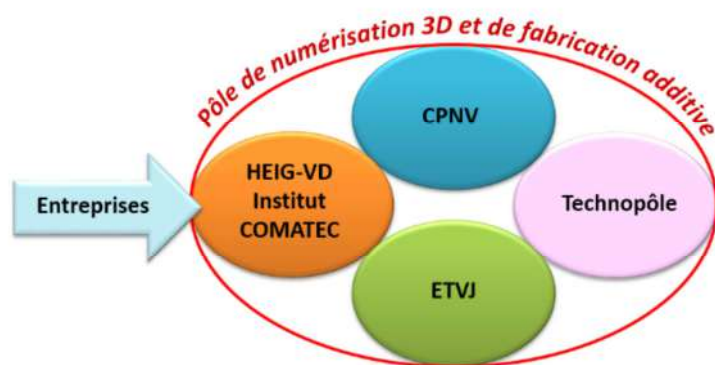 Pôle de numérisation 3D et de fabrication additive
CPNV
HEIG-VD
Institut
COMATEC
Entreprises
Technopôle
ETVJ